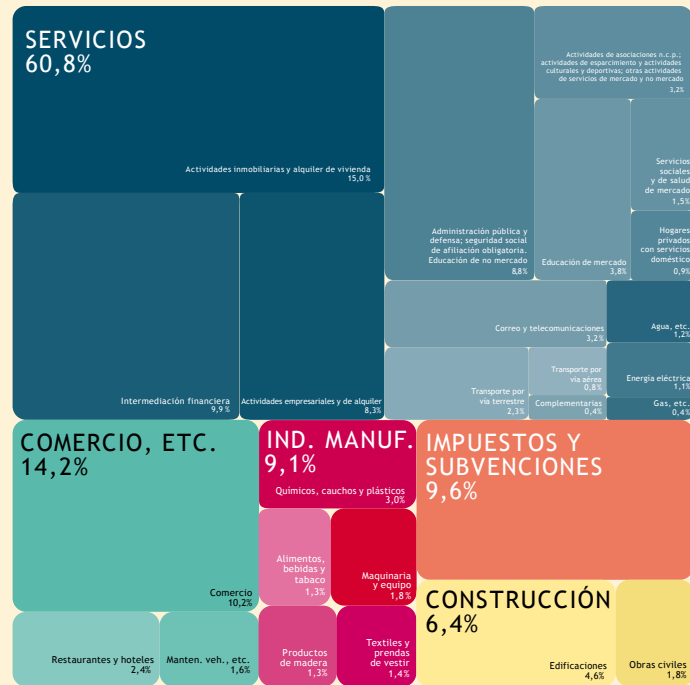 SERVICIOS
60,8%
Actividades inmobiliarias y alquiler de vivienda
15,0%
Intermediación financiera
9,9%
Actividades empresariales y de alquiler
8,3%
Administración pública y
defensa; seguridad social
de afiliación obligatoria.
Educación de no mercado
8,8%
Actividades de asociaciones n.c.p.;
actividades de esparcimiento y actividades
culturales y deportivas; otras actividades
de servicios de mercado y no mercado
3,2%
Educación de mercado
3,8%
Servicios
sociales
y de salud
de mercado
1,5%
Hogares
privados
con servicios
doméstico
0,9%
Correo y telecomunicaciones
3,2%
Agua, etc.
1,2%
Transporte por
vía terrestre
2,3%
Transporte por
vía aérea
0,8%
Complementarias
0,4%
Energía eléctrica
1,1%
Gas, etc.
0,4%
COMERCIO, ETC.
14,2%
Comercio
10,2%
Restaurantes y hoteles
2,4%
Manten. veh., etc.
1,6%
IND. MANUF.
9,1%
Químicos, cauchos y plásticos
3,0%
Alimentos,
bebidas y
tabaco
1,3%
Maquinaria
y equipo
1,8%
Productos
de madera
1,3%
Textiles y
prendas
de vestir
1,4%
IMPUESTOS Y
SUBVENCIONES
9,6%
CONSTRUCCIÓN
6,4%
Edificaciones
4,6%
Obras civiles
1,8%